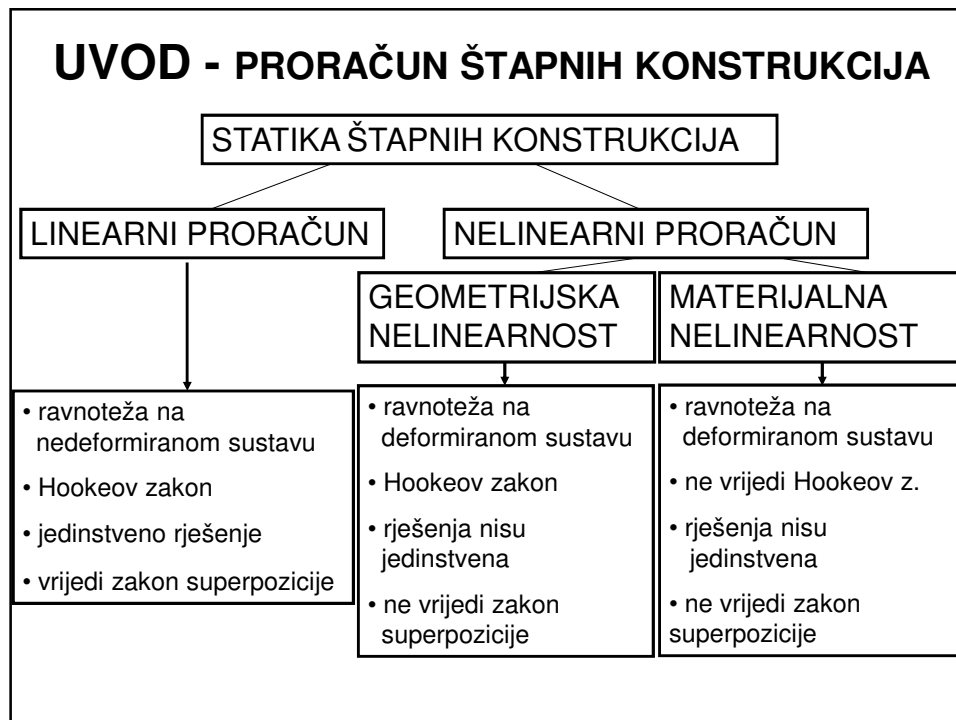 UVOD - PRORAČUN ŠTAPNIH KONSTRUKCIJA
STATIKA ŠTAPNIH KONSTRUKCIJA
LINEARNI PRORAČUN
NELINEARNI PRORAČUN
GEOMETRIJSKA
NELINEARNOST
MATERIJALNA
NELINEARNOST
• ravnoteža na
nedeformiranom sustavu
• Hookeov zakon
• jedinstveno rješenje
• vrijedi zakon superpozicije
• ravnoteža na
deformiranom sustavu
• Hookeov zakon
• rješenja nisu
jedinstvena
• ne vrijedi zakon
superpozicije
• ravnoteža na
deformiranom sustavu
• ne vrijedi Hookeov z.
• rješenja nisu
jedinstvena
• ne vrijedi zakon
superpozicije